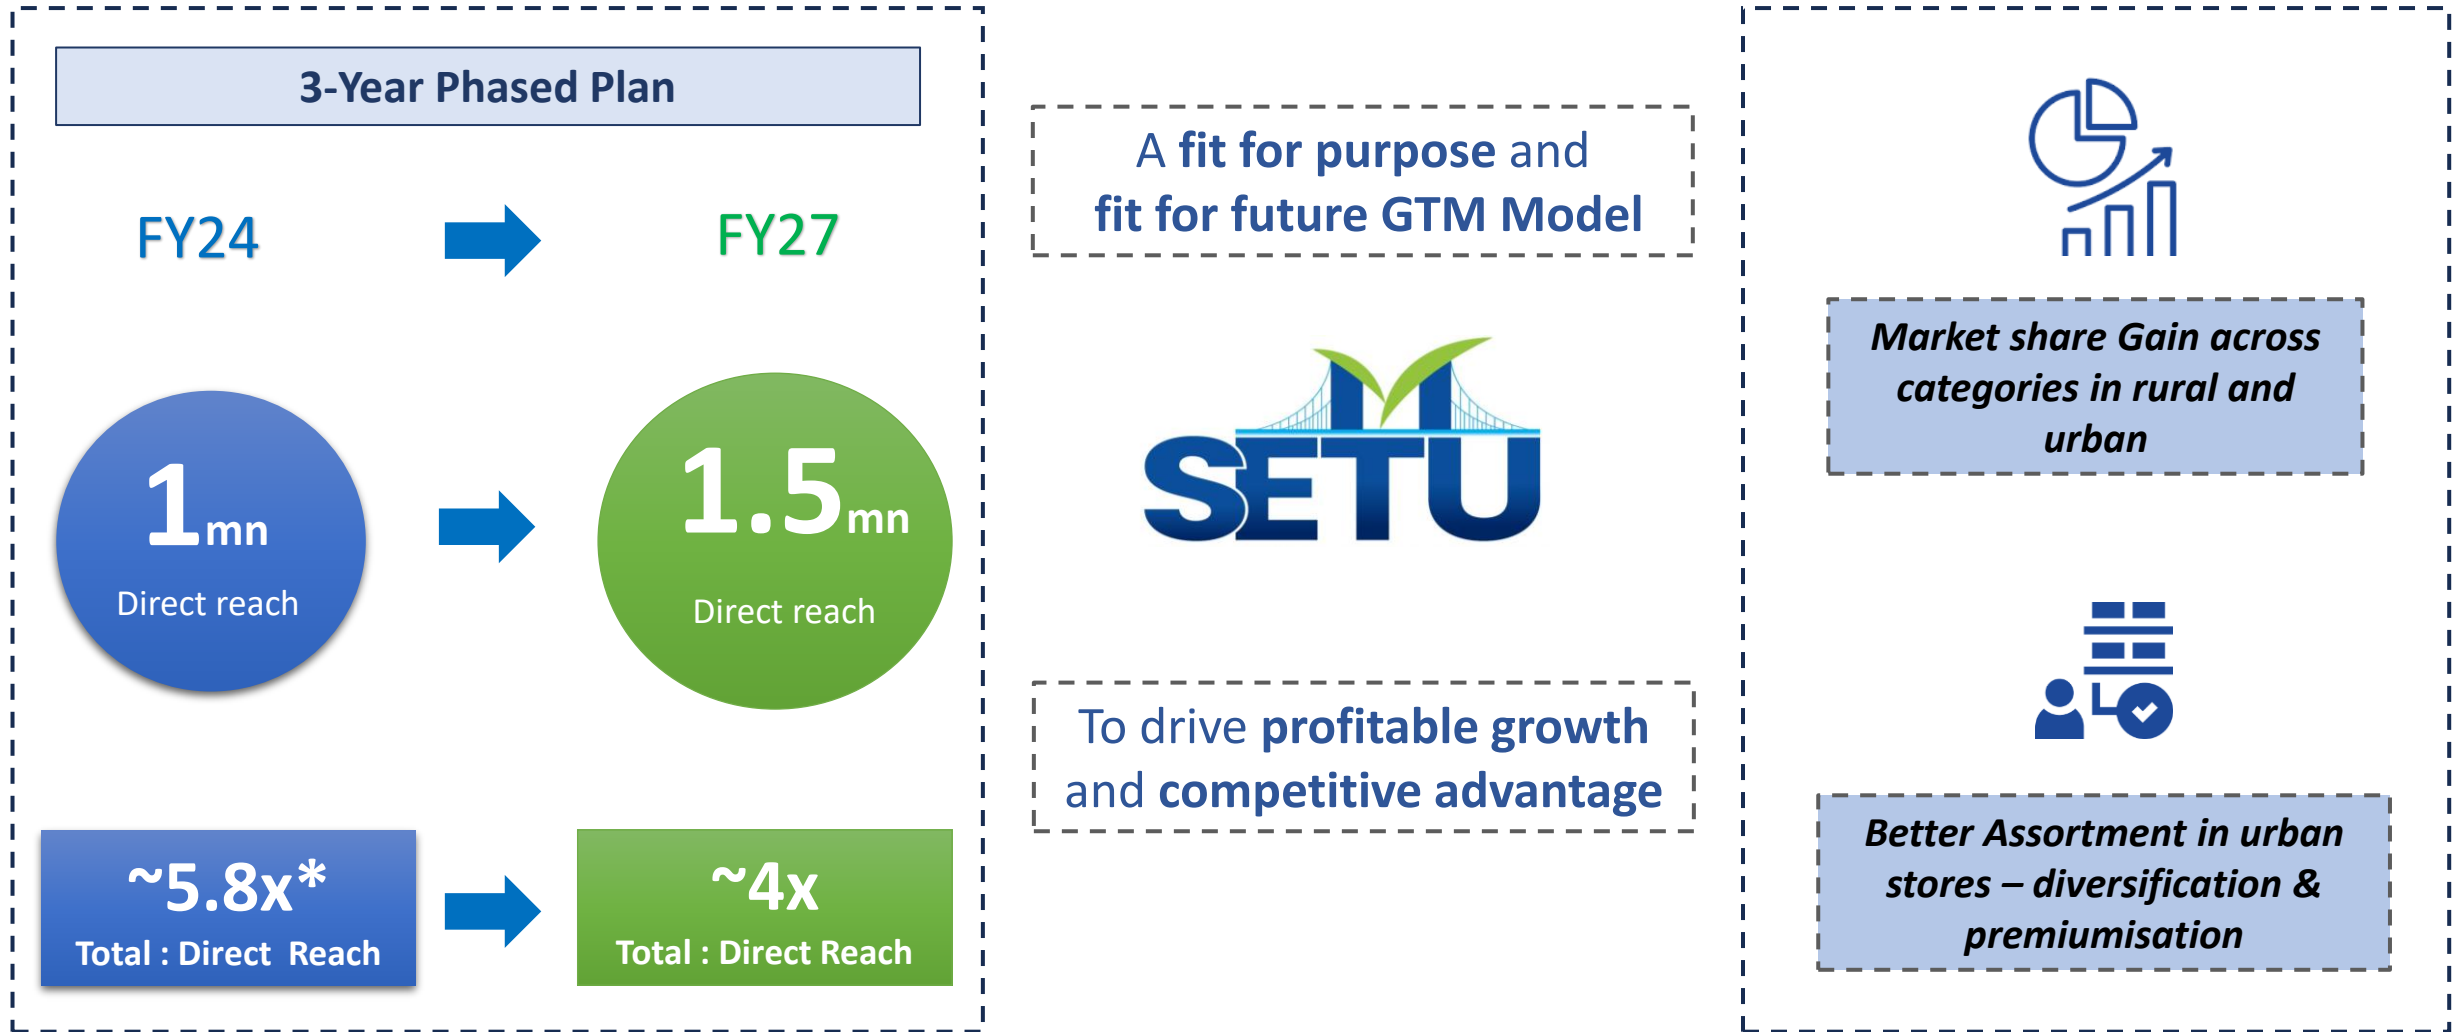 3-Year Phased Plan
FY24
FY27
1mn
Direct reach
1.5mn
Direct reach
~5.8x*
Total : Direct  Reach
~4x
Total : Direct Reach
A fit for purpose and
fit for future GTM Model
SETU
To drive profitable growth
and competitive advantage
Market share Gain across
categories in rural and
urban
Better Assortment in urban
stores – diversification &
premiumisation